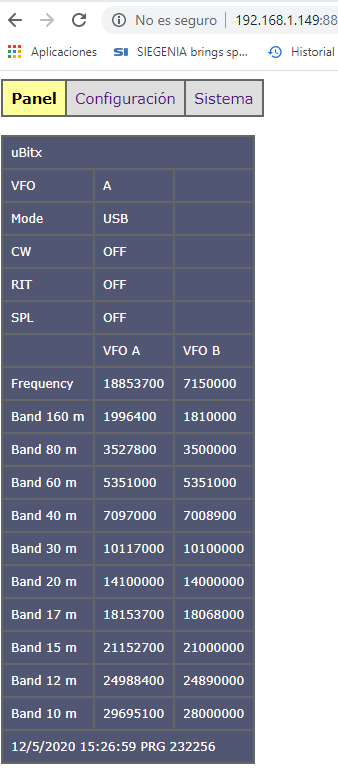 No es seguro | 192.168.1.149:88
Aplicaciones SI SIEGENIA brings sp... Historial
Panel Configuración Sistema
uBitx
VFO A
Mode USB
CW OFF
RIT OFF
SPL OFF
VFO A VFO B
Frequency 18853700 7150000
Band 160 m 1996400 1810000
Band 80 m 3527800 3500000
Band 60 m 5351000 5351000
Band 40 m 7097000 7008900
Band 30 m 10117000 10100000
Band 20 m 14100000 14000000
Band 17 m 18153700 18068000
Band 15 m 21152700 21000000
Band 12 m 24988400 24890000
Band 10 m 29695100 28000000
12/5/2020 15:26:59 PRG 232256